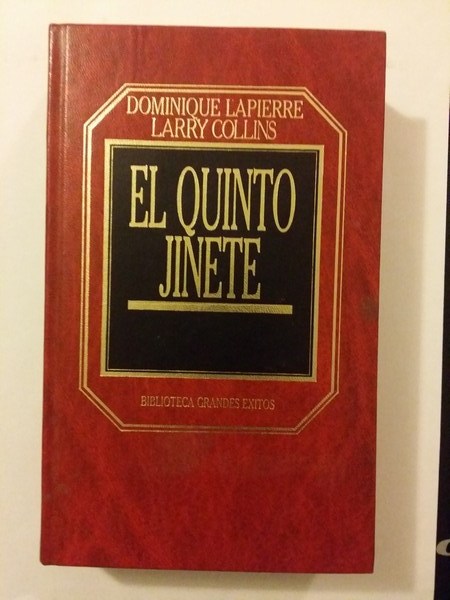 DOMINIQUE LAPIERRE
LARRY COLLINS
EL QUINTO
JINETE
BIBLIOTECA GRANDES EXITOS